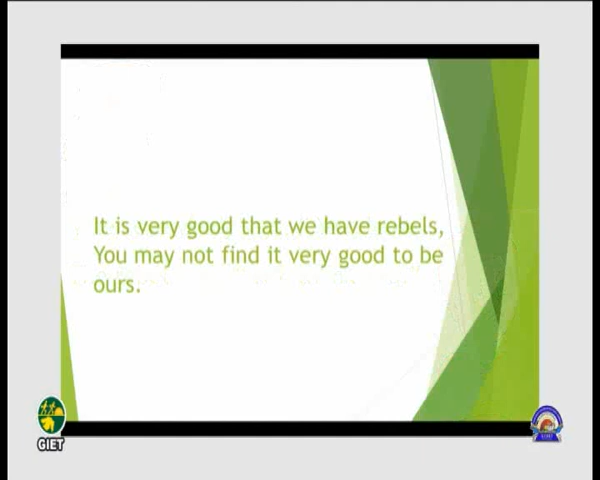 It is very good that we have rebels,
You may not find it very good to be
ours.
GIET